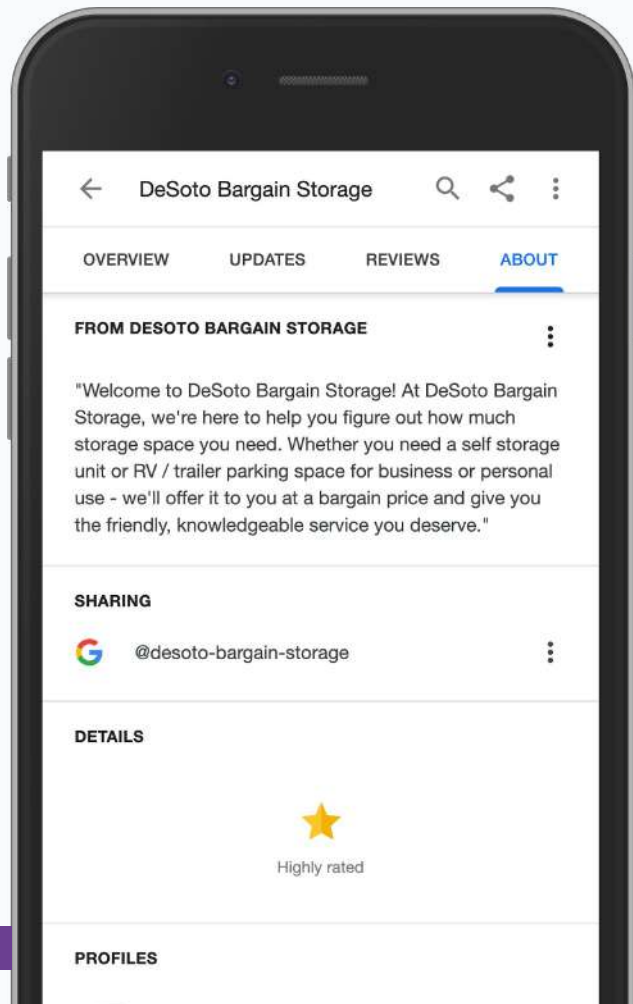 DeSoto Bargain Storage
OVERVIEW UPDATES REVIEWS ABOUT
FROM DESOTO BARGAIN STORAGE
"Welcome to DeSoto Bargain Storage! At DeSoto Bargain
Storage, we're here to help you figure out how much
storage space you need. Whether you need a self storage
unit or RV / trailer parking space for business or personal
use - we'll offer it to you at a bargain price and give you
the friendly, knowledgeable service you deserve."
SHARING
@desoto-bargain-storage
DETAILS
Highly rated
PROFILES